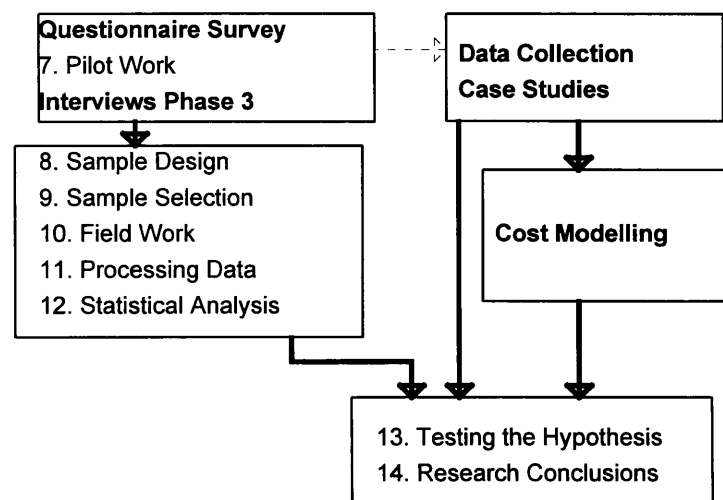 Questionnaire Survey
7. Pilot Work
Interviews Phase 3
Data Collection
Case Studies
8. Sample Design
9. Sample Selection
10. Field Work
11. Processing Data
12. Statistical Analysis
Cost Modelling
13. Testing the Hypothesis
14. Research Conclusions